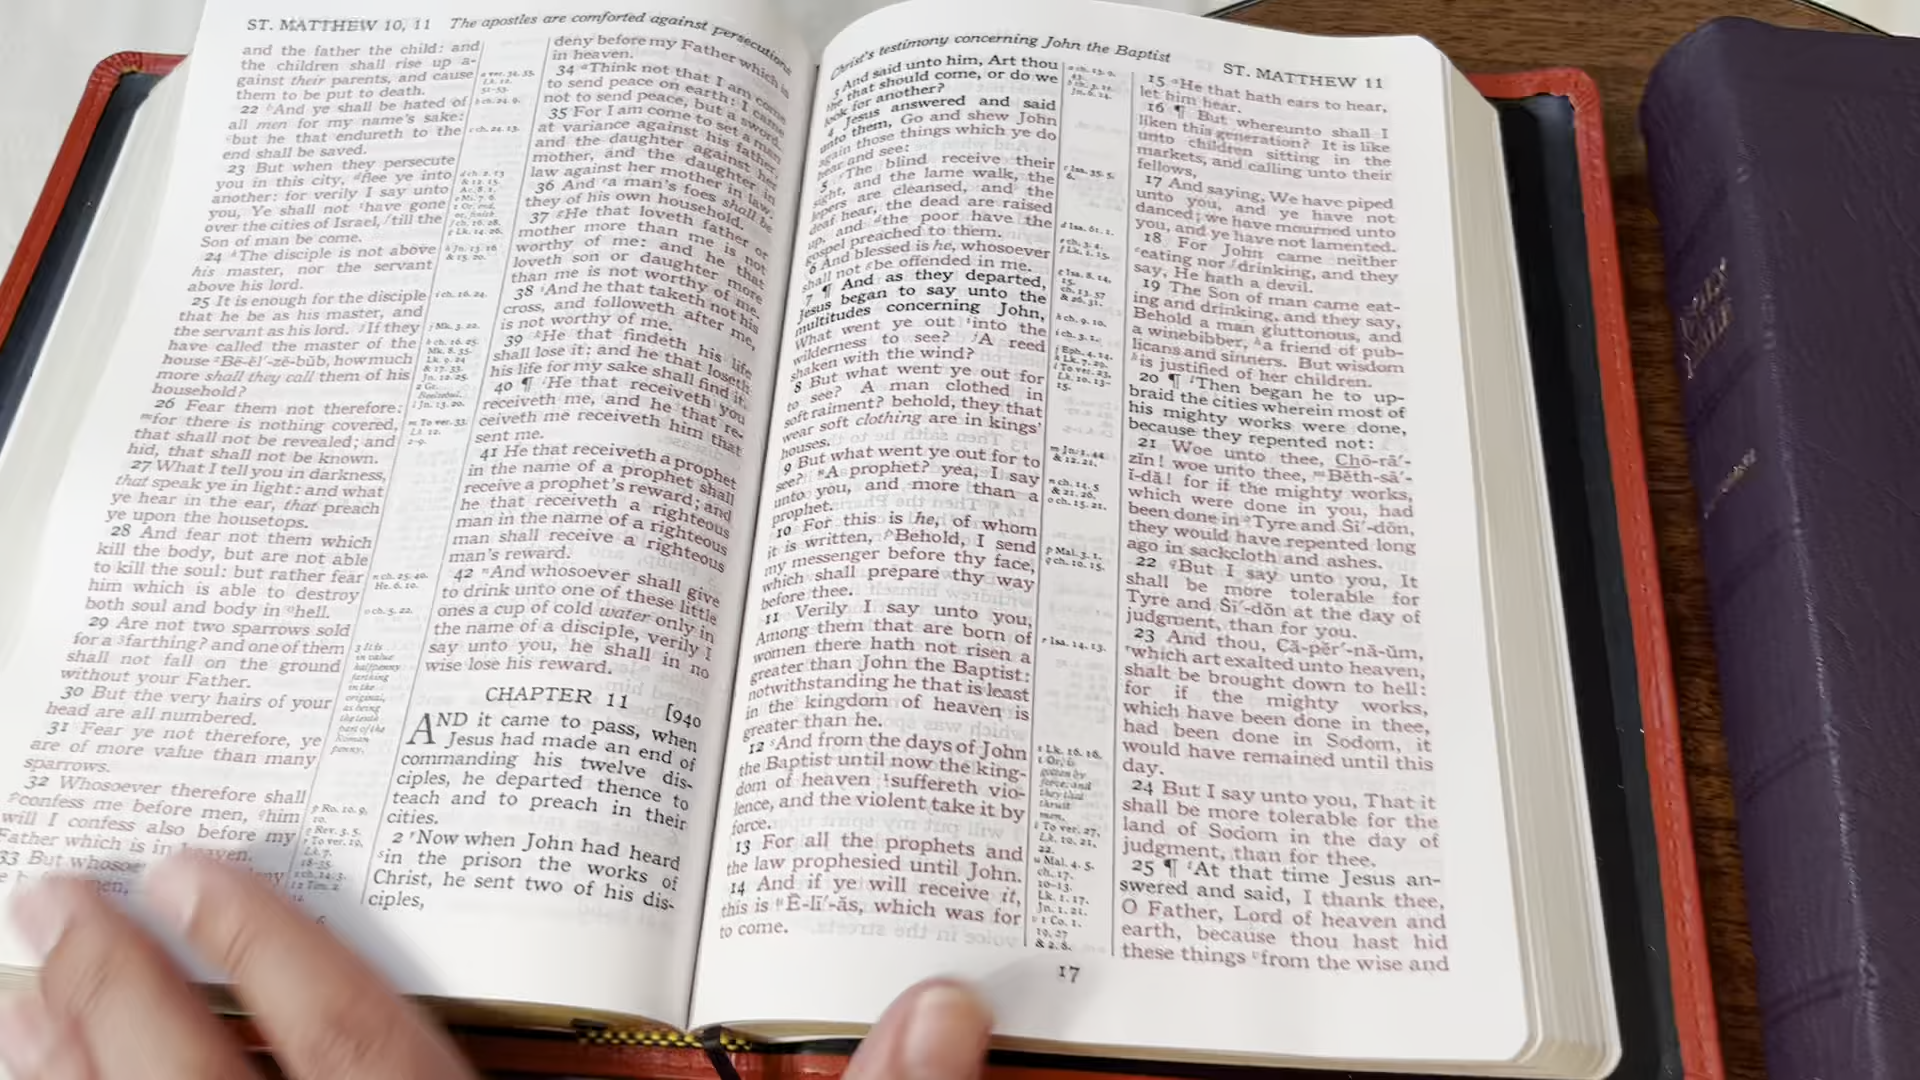 ST. MATTHEW 10, 11 The apostles are comforted against persecutions
and the father the child: and
the children shall rise up a-
gainst their parents, and cause
them to be put to death.
22 And ye shall be hated of
all men for my name's sake:
but he that endureth to the
end shall be saved.
23 But when they persecute
you in this city, flee ye into
another: for verily I say unto
you, Ye shall not have gone
over the cities of Israel, till the
Son of man be come.
24 The disciple is not above
his master, nor the servant
above his lord.
25 It is enough for the disciple
that he be as his master, and
the servant as his lord. If they
have called the master of the
house Bē-ĕl′-zĕ-bŭb, how much
more shall they call them of his
household?
26 Fear them not therefore:
for there is nothing covered,
that shall not be revealed; and
hid, that shall not be known.
27 What I tell you in darkness,
that speak ye in light: and what
ye hear in the ear, that preach
ye upon the housetops.
28 And fear not them which
kill the body, but are not able
to kill the soul: but rather fear
him which is able to destroy
both soul and body in hell.
29 Are not two sparrows sold
for a farthing? and one of them
shall not fall on the ground
without your Father.
30 But the very hairs of your
head are all numbered.
31 Fear ye not therefore, ye
are of more value than many
sparrows.
32 Whosoever therefore shall
confess me before men, him
will I confess also before my
Father which is in heaven.
33 But deny
men,
deny before my Father which is
in heaven.
34 Think not that I am come
to send peace on earth: I came
not to send peace, but a sword.
35 For I am come to set a man
at variance against his father,
and the daughter against her
mother, and the daughter in
law against her mother in law.
36 And a man's foes shall be
they of his own household.
37 He that loveth father or
mother more than me is not
worthy of me: and he that
loveth son or daughter more
than me is not worthy of me.
38 And he that taketh not his
cross, and followeth after me,
is not worthy of me.
39 He that findeth his life
shall lose it: and he that loseth
his life for my sake shall find it.
40 ¶ He that receiveth you
receiveth me, and he that re-
ceiveth me receiveth him that
sent me.
41 He that receiveth a prophet
in the name of a prophet shall
receive a prophet's reward; and
he that receiveth a righteous
man in the name of a righteous
man shall receive a righteous
man's reward.
42 And whosoever shall give
to drink unto one of these little
ones a cup of cold water only in
the name of a disciple, verily I
say unto you, he shall in no
wise lose his reward.
CHAPTER 11 [940
AND it came to pass, when
Jesus had made an end of
commanding his twelve dis-
ciples, he departed thence to
teach and to preach in their
cities.
2 Now when John had heard
in the prison the works of
Christ, he sent two of his dis-
ciples,
Christ's testimony concerning John the Baptist ST. MATTHEW 11
3 And said unto him, Art thou
he that should come, or do we
look for another?
4 Jesus answered and said
unto them, Go and shew John
again those things which ye do
hear and see:
5 The blind receive their
sight, and the lame walk, the
lepers are cleansed, and the
deaf hear, the dead are raised
up, and the poor have the
gospel preached to them.
6 And blessed is he, whosoever
shall not be offended in me.
7 ¶ And as they departed,
Jesus began to say unto the
multitudes concerning John,
What went ye out into the
wilderness to see? A reed
shaken with the wind?
8 But what went ye out for
to see? A man clothed in
soft raiment? behold, they that
wear soft clothing are in kings'
houses.
9 But what went ye out for to
see? A prophet? yea, I say
unto you, and more than a
prophet.
10 For this is he, of whom
it is written, Behold, I send
my messenger before thy face,
which shall prepare thy way
before thee.
11 Verily I say unto you,
Among them that are born of
women there hath not risen a
greater than John the Baptist:
notwithstanding he that is least
in the kingdom of heaven is
greater than he.
12 And from the days of John
the Baptist until now the king-
dom of heaven suffereth vio-
lence, and the violent take it by
force.
13 For all the prophets and
the law prophesied until John.
14 And if ye will receive it,
this is Ē-lī′-ăs, which was for
to come.
15 He that hath ears to hear,
let him hear.
16 ¶ But whereunto shall I
liken this generation? It is like
unto children sitting in the
markets, and calling unto their
fellows,
17 And saying, We have piped
unto you, and ye have not
danced; we have mourned unto
you, and ye have not lamented.
18 For John came neither
eating nor drinking, and they
say, He hath a devil.
19 The Son of man came eat-
ing and drinking, and they say,
Behold a man gluttonous, and
a winebibber, a friend of pub-
licans and sinners. But wisdom
is justified of her children.
20 ¶ Then began he to up-
braid the cities wherein most of
his mighty works were done,
because they repented not:
21 Woe unto thee, Chō-rā′-
zĭn! woe unto thee, Bĕth-sā′-
ĭ-dă! for if the mighty works,
which were done in you, had
been done in Tyre and Sī′-dŏn,
they would have repented long
ago in sackcloth and ashes.
22 But I say unto you, It
shall be more tolerable for
Tyre and Sī′-dŏn at the day of
judgment, than for you.
23 And thou, Că-pĕr′-nă-ŭm,
which art exalted unto heaven,
shalt be brought down to hell:
for if the mighty works,
which have been done in thee,
had been done in Sodom, it
would have remained until this
day.
24 But I say unto you, That it
shall be more tolerable for the
land of Sodom in the day of
judgment, than for thee.
25 ¶ At that time Jesus an-
swered and said, I thank thee,
O Father, Lord of heaven and
earth, because thou hast hid
these things from the wise and
17